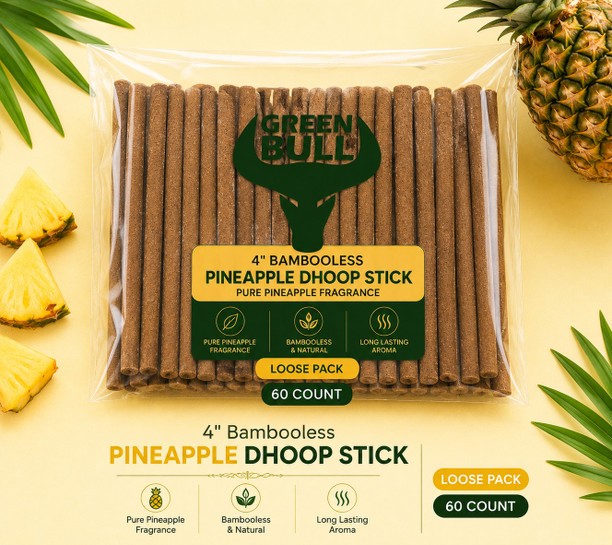 GREEN
BULL
4" BAMBOOLESS
PINEAPPLE DHOOP STICK
PURE PINEAPPLE FRAGRANCE
PURE PINEAPPLE
FRAGRANCE
BAMBOOLESS
& NATURAL
LONG LASTING
AROMA
LOOSE PACK
60 COUNT
4" Bambooless
PINEAPPLE DHOOP STICK
Pure Pineapple
Fragrance
Bambooless
& Natural
Long Lasting
Aroma
LOOSE PACK
60 COUNT